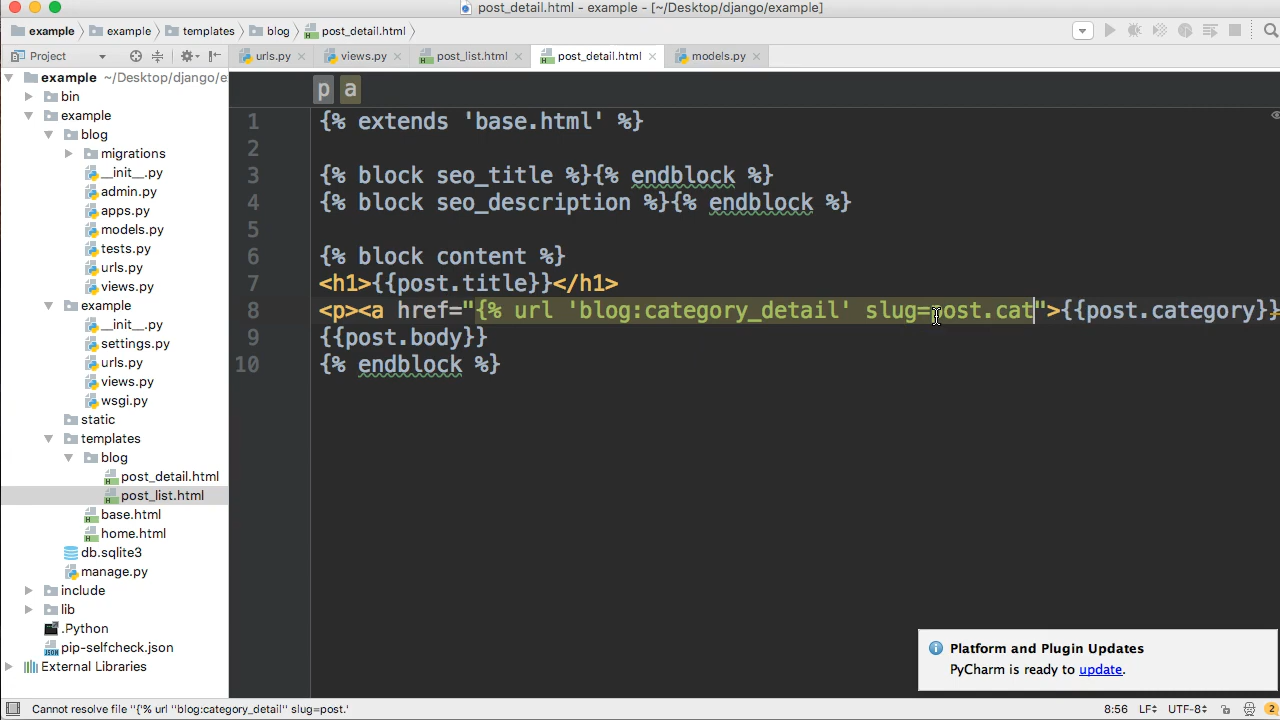 post_detail.html - example - [~/Desktop/django/example]
example example templates blog post_detail.html
Project urls.py views.py post_list.html post_detail.html models.py
example ~/Desktop/django/e
bin
example
blog
migrations
__init__.py
admin.py
apps.py
models.py
tests.py
urls.py
views.py
example
__init__.py
settings.py
urls.py
views.py
wsgi.py
static
templates
blog
post_detail.html
post_list.html
base.html
home.html
db.sqlite3
manage.py
include
lib
.Python
pip-selfcheck.json
External Libraries
p a
1 {% extends 'base.html' %}
2
3 {% block seo_title %}{% endblock %}
4 {% block seo_description %}{% endblock %}
5
6 {% block content %}
7 <h1>{{post.title}}</h1>
8 <p><a href="{% url 'blog:category_detail' slug=post.cat">{{post.category}}
9 {{post.body}}
10 {% endblock %}
Platform and Plugin Updates
PyCharm is ready to update.
Cannot resolve file ''{'% url ''blog:category_detail'' slug=post.' 8:56 LF UTF-8 2